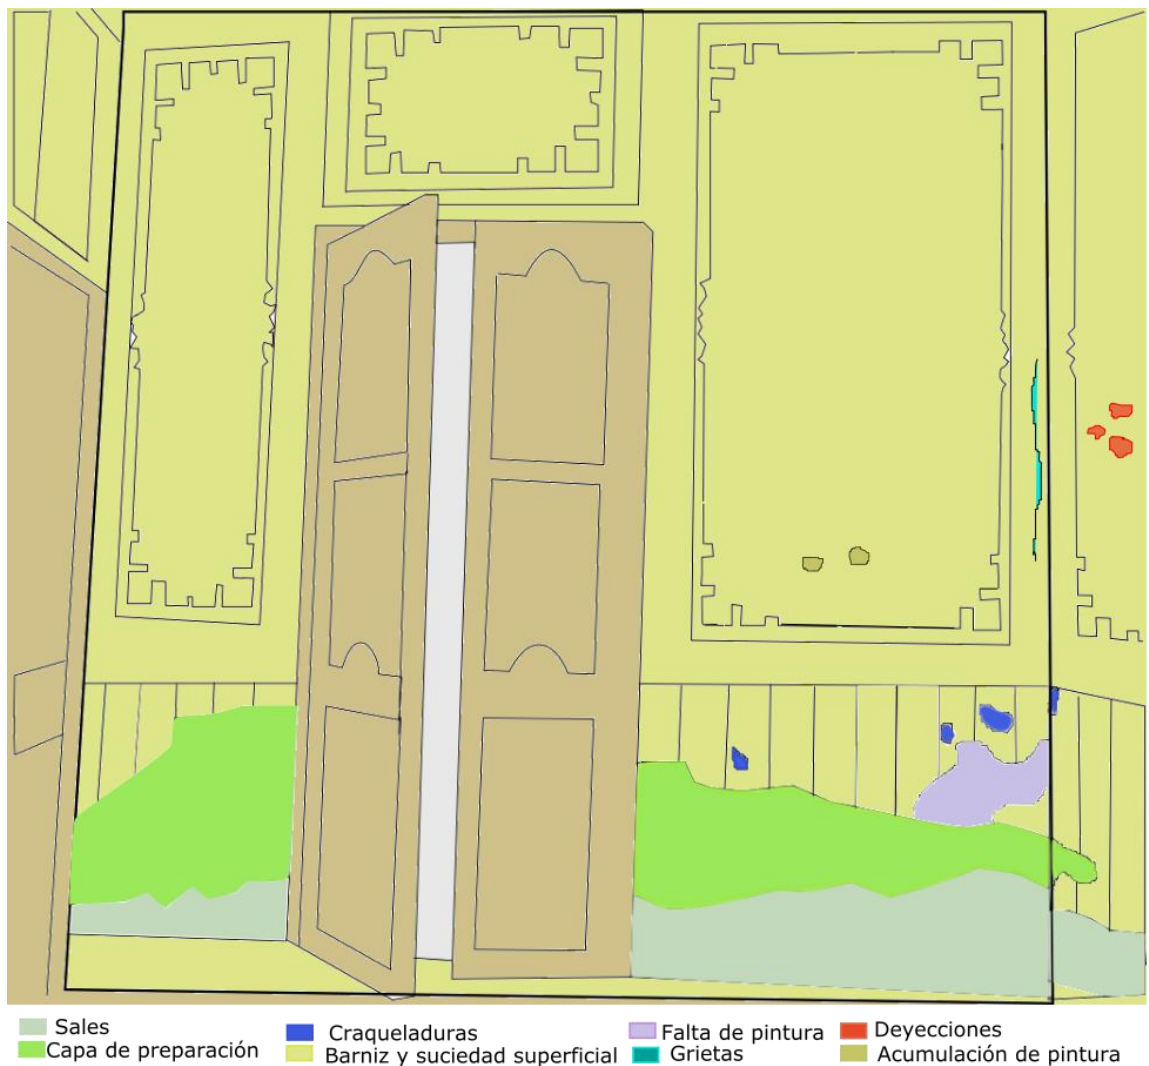 Sales
Capa de preparación
Craqueladuras
Barniz y suciedad superficial
Falta de pintura
Grietas
Deyecciones
Acumulación de pintura